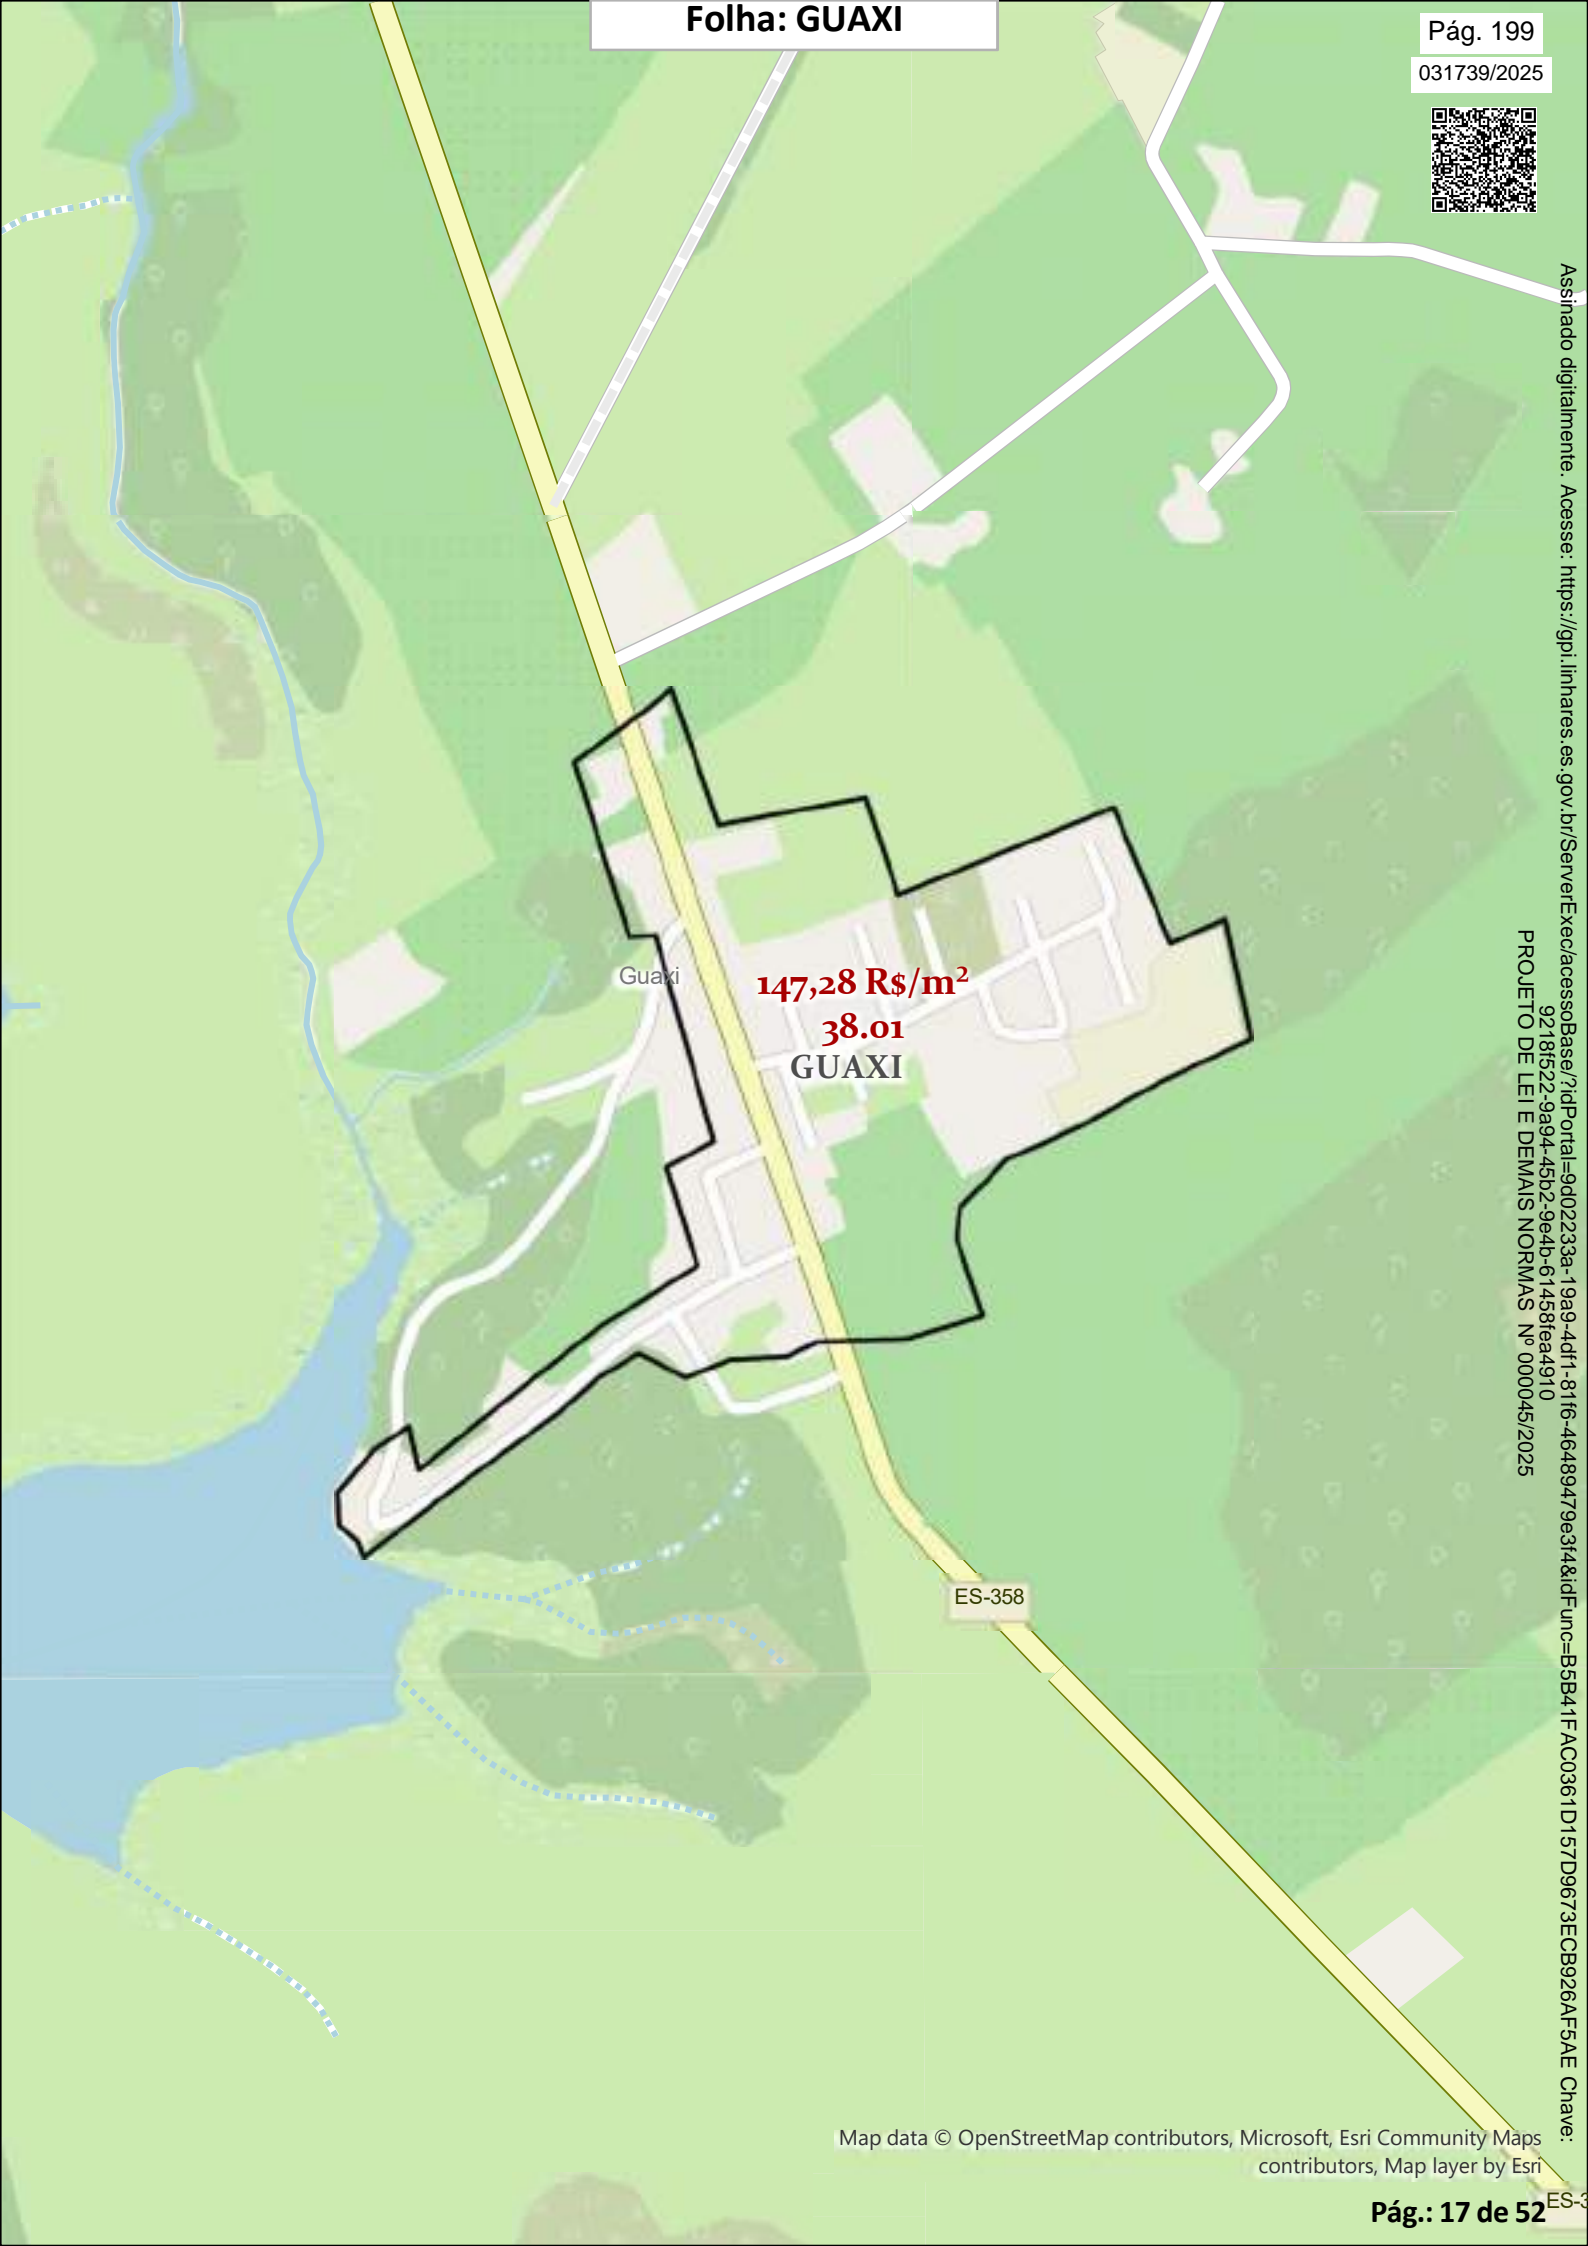 Folha: GUAXI
Pág. 199
031739/2025
Assinado digitalmente. Acesse: https://gpi.linhares.es.gov.br/ServerExec/acessoBase/?idPortal=9d02233a-19a9-4df1-81f6-46489479e3f4&idFunc=B5B41FAC0361D157D9673ECB926AF5AE Chave:
9218f522-9a94-45b2-9e4b-61458fea4910
PROJETO DE LEI E DEMAIS NORMAS Nº 000045/2025
Guaxi
147,28 R$/m²
38.01
GUAXI
ES-358
Map data © OpenStreetMap contributors, Microsoft, Esri Community Maps
contributors, Map layer by Esri
Pág.: 17 de 52
ES-3